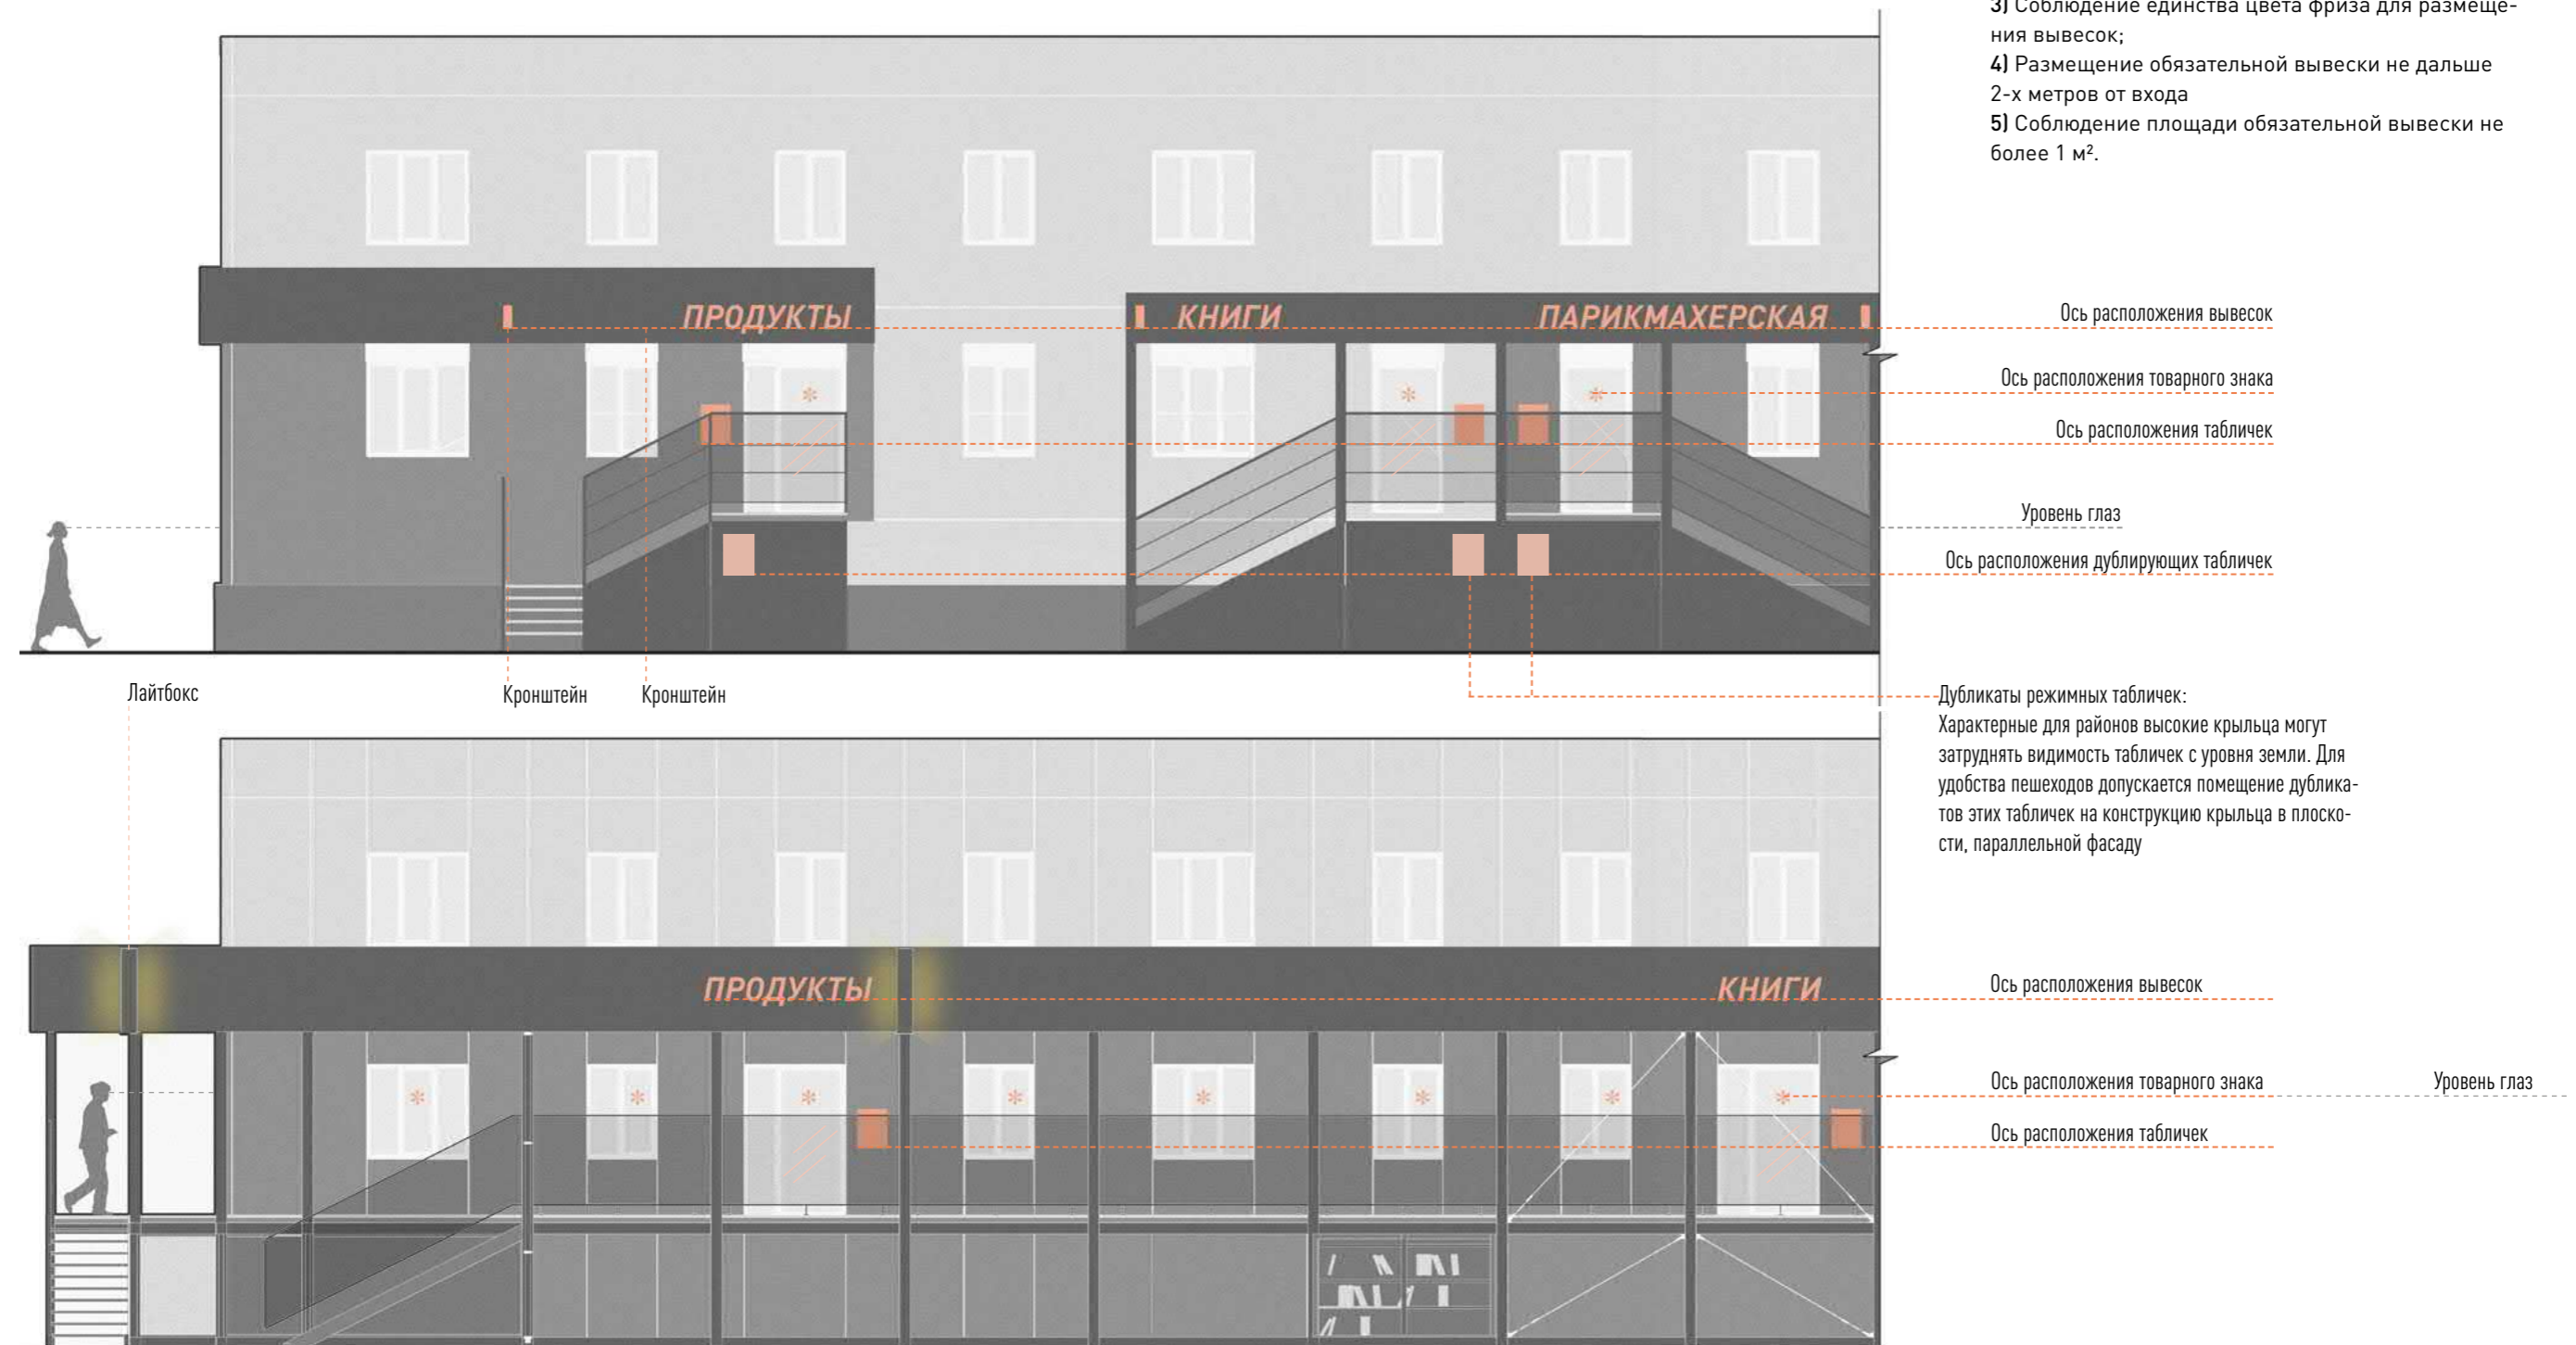 3) Соблюдение единства цвета фриза для размеще-
ния вывесок;
4) Размещение обязательной вывески не дальше
2-х метров от входа
5) Соблюдение площади обязательной вывески не
более 1 м².
ПРОДУКТЫ
КНИГИ
ПАРИКМАХЕРСКАЯ
Ось расположения вывесок
Ось расположения товарного знака
Ось расположения табличек
Уровень глаз
Ось расположения дублирующих табличек
Лайтбокс
Кронштейн
Кронштейн
Дубликаты режимных табличек:
Характерные для районов высокие крыльца могут
затруднять видимость табличек с уровня земли. Для
удобства пешеходов допускается помещение дублика-
тов этих табличек на конструкцию крыльца в плоско-
сти, параллельной фасаду
ПРОДУКТЫ
КНИГИ
Ось расположения вывесок
Ось расположения товарного знака
Уровень глаз
Ось расположения табличек